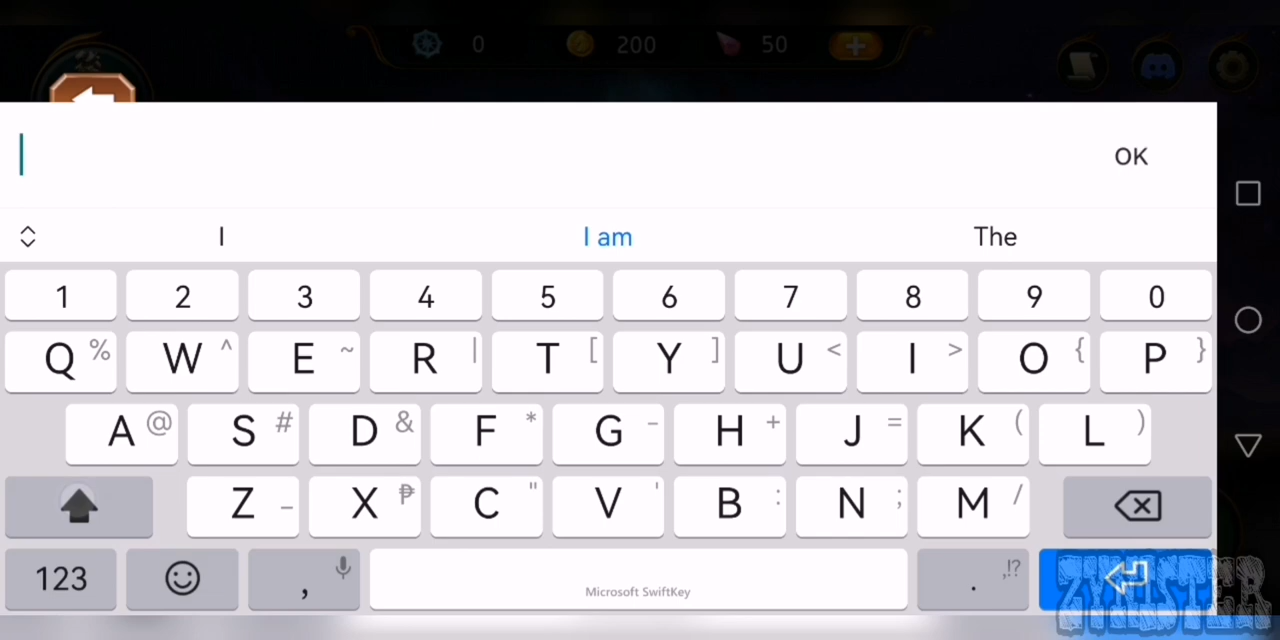 0 200 50
OK
I I am The
1 2 3 4 5 6 7 8 9 0
Q % W ^ E ~ R | T [ Y ] U < I > O { P }
A @ S # D & F * G - H + J = K ( L )
Z _ X ₱ C " V ' B : N ; M /
123 , . ,!?
Microsoft SwiftKey
ZYNISTER